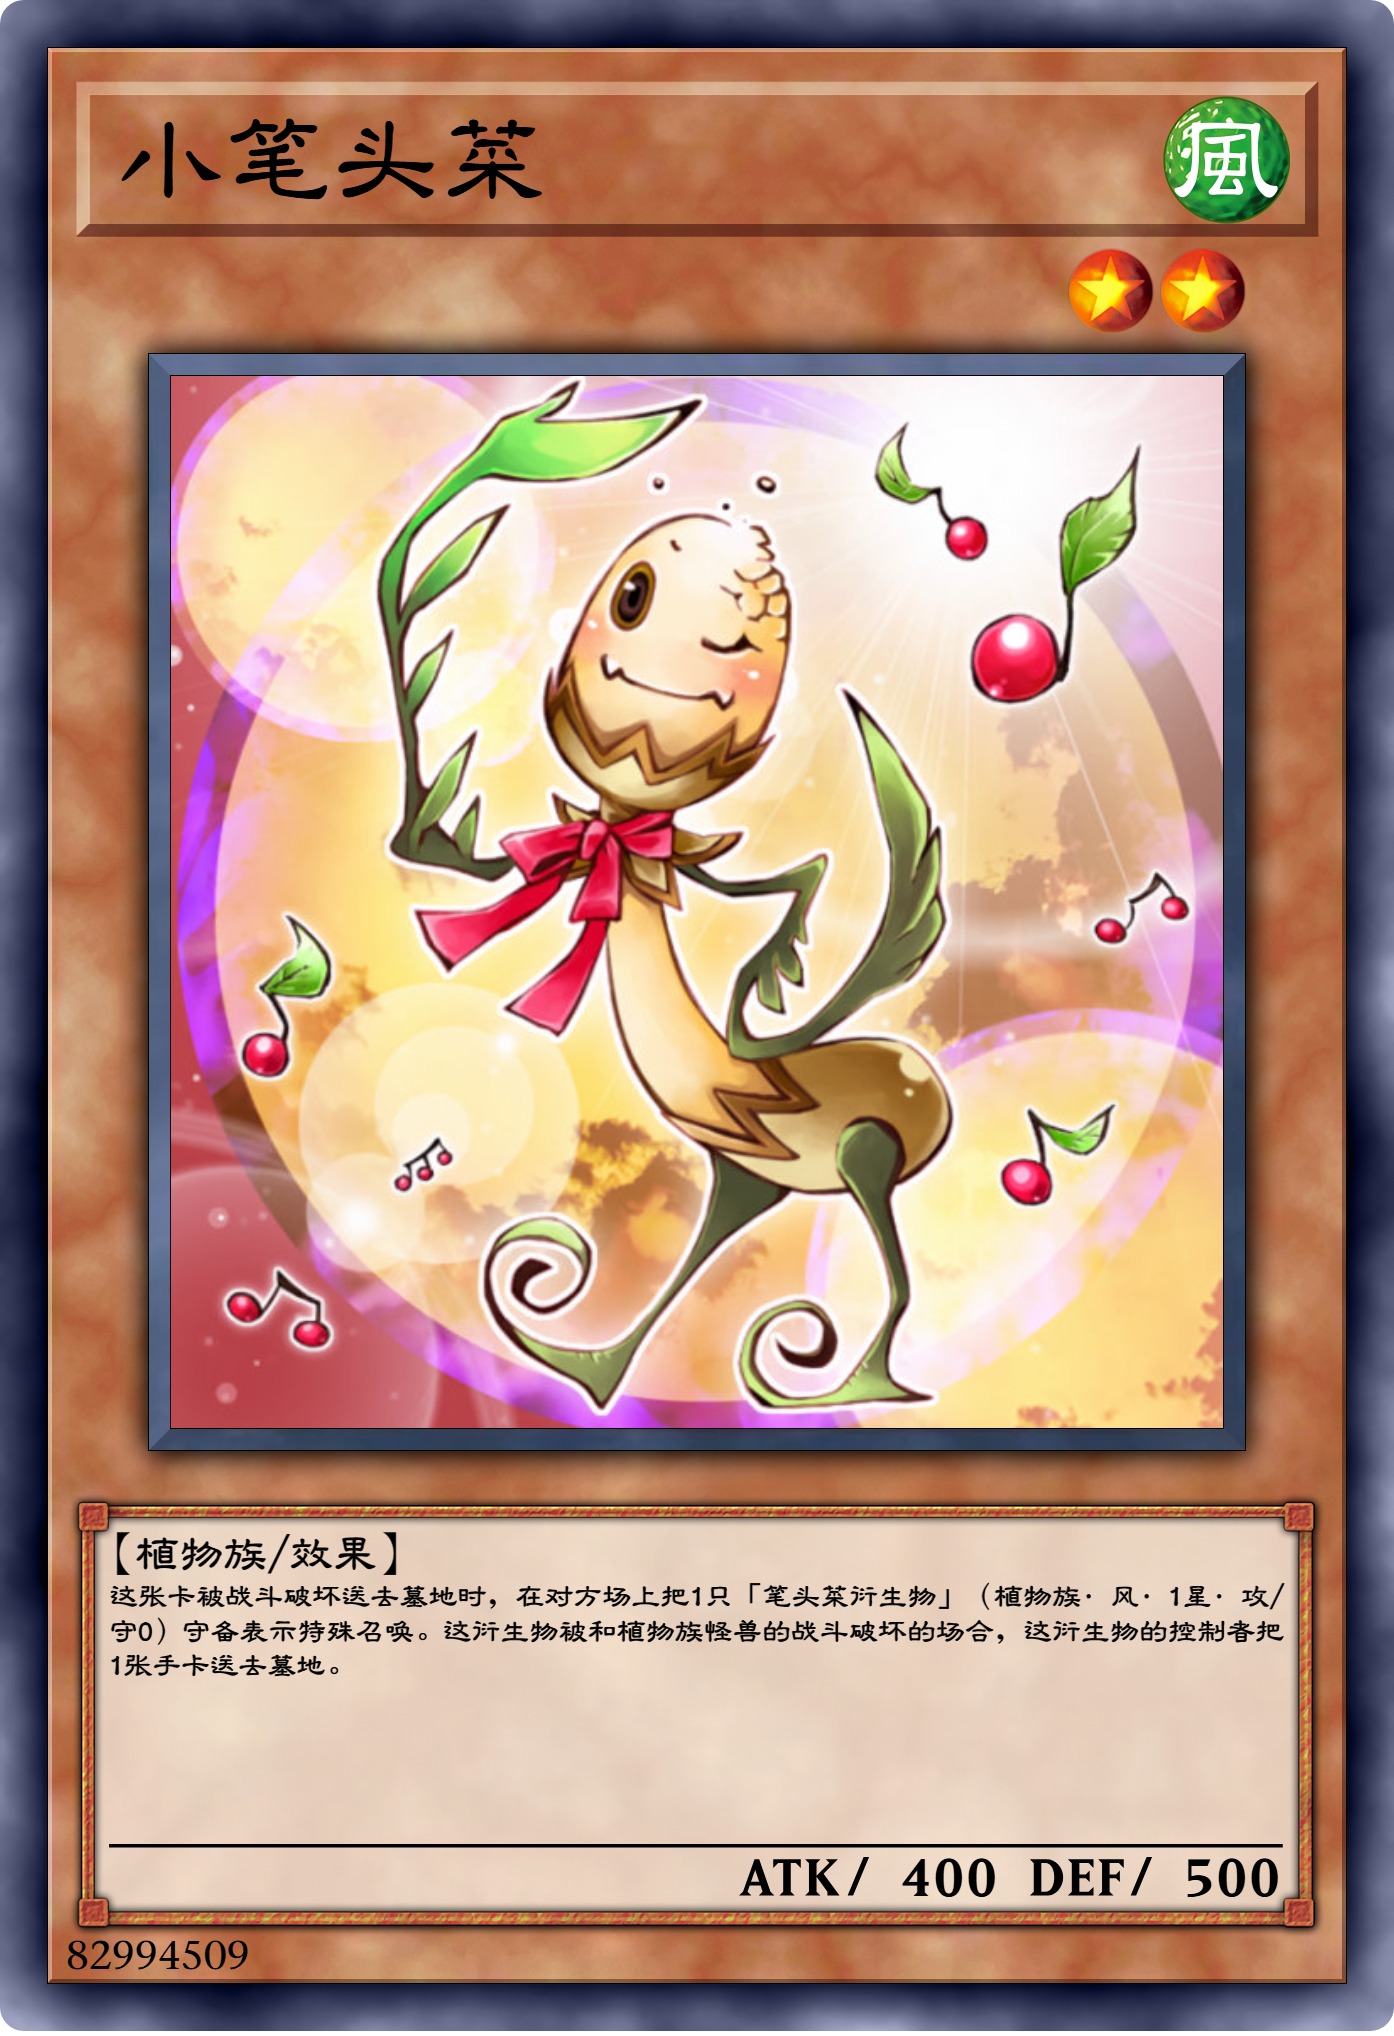 小笔头菜
風
【植物族/效果】
这张卡被战斗破坏送去墓地时，在对方场上把1只「笔头菜衍生物」（植物族·风·1星·攻/
守0）守备表示特殊召唤。这衍生物被和植物族怪兽的战斗破坏的场合，这衍生物的控制者把
1张手卡送去墓地。
ATK/ 400 DEF/ 500
82994509